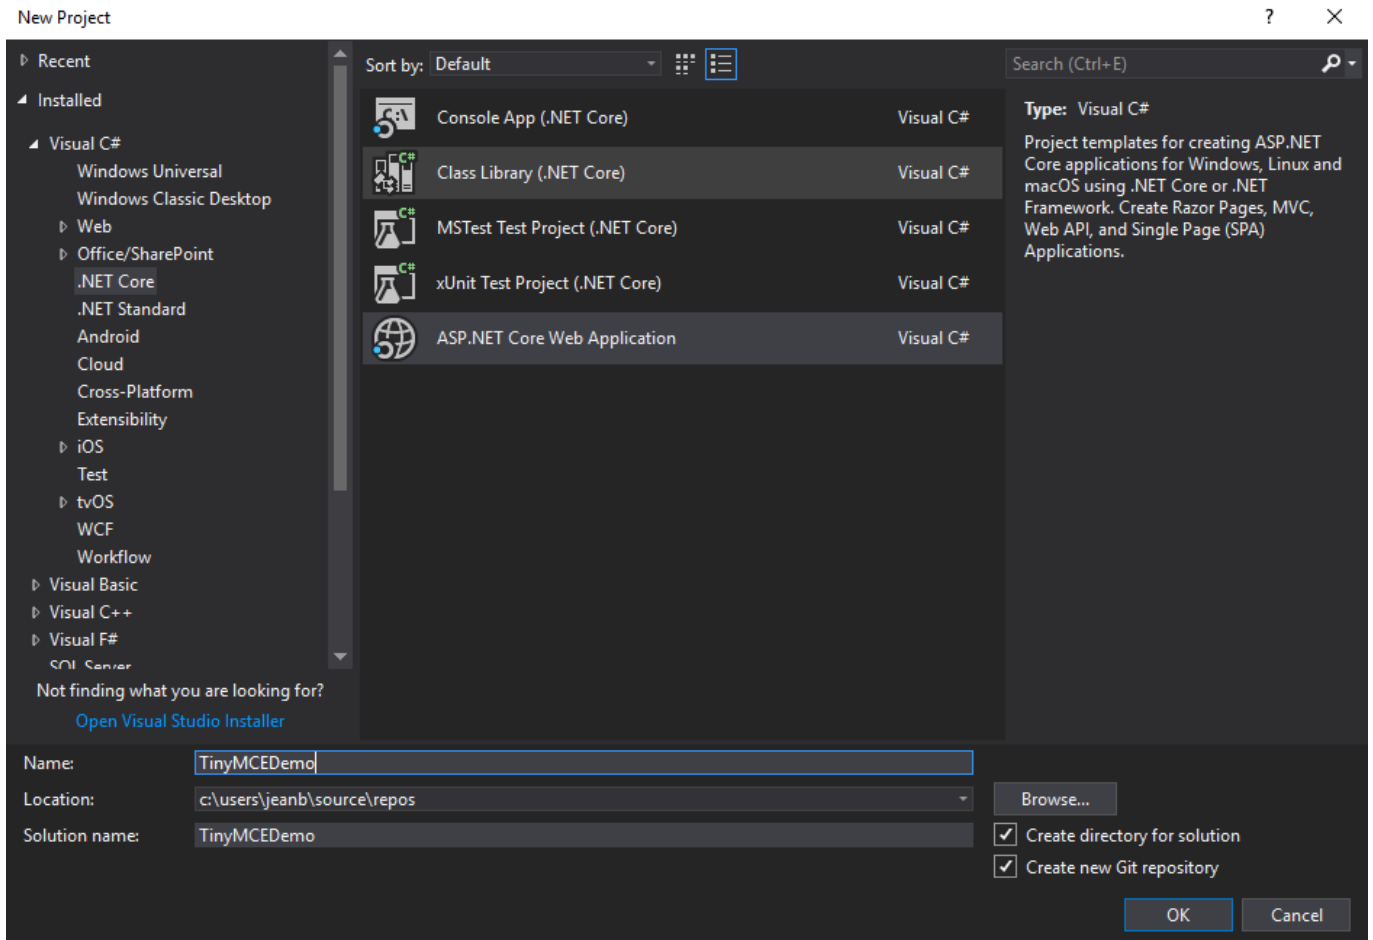 New Project
?
Recent
Installed
Visual C#
Windows Universal
Windows Classic Desktop
Web
Office/SharePoint
.NET Core
.NET Standard
Android
Cloud
Cross-Platform
Extensibility
iOS
Test
tvOS
WCF
Workflow
Visual Basic
Visual C++
Visual F#
SQL Server
Not finding what you are looking for?
Open Visual Studio Installer
Sort by: Default
Console App (.NET Core) Visual C#
Class Library (.NET Core) Visual C#
MSTest Test Project (.NET Core) Visual C#
xUnit Test Project (.NET Core) Visual C#
ASP.NET Core Web Application Visual C#
Search (Ctrl+E)
Type: Visual C#
Project templates for creating ASP.NET
Core applications for Windows, Linux and
macOS using .NET Core or .NET
Framework. Create Razor Pages, MVC,
Web API, and Single Page (SPA)
Applications.
Name: TinyMCEDemo
Location: c:\users\jeanb\source\repos
Browse...
Solution name: TinyMCEDemo
Create directory for solution
Create new Git repository
OK
Cancel